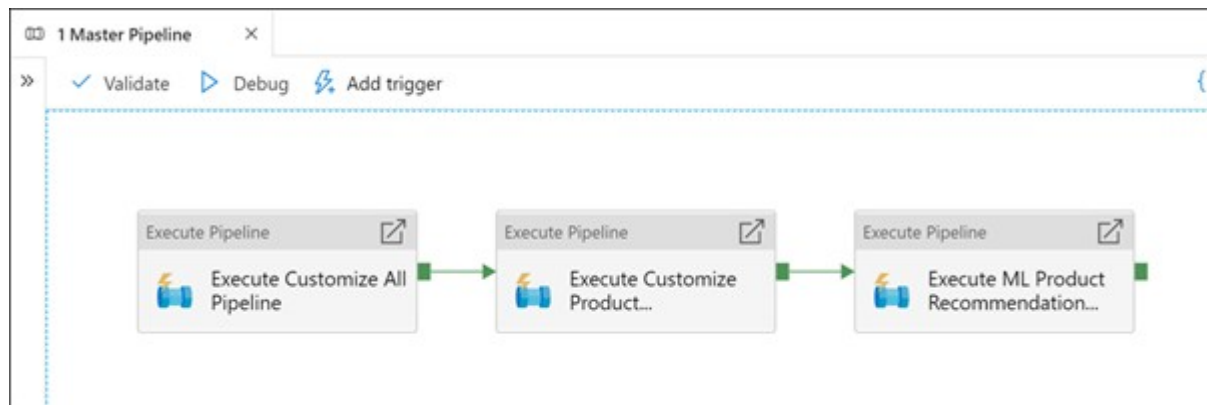 1 Master Pipeline
Validate Debug Add trigger {
Execute Pipeline
Execute Customize All
Pipeline
Execute Pipeline
Execute Customize
Product...
Execute Pipeline
Execute ML Product
Recommendation...